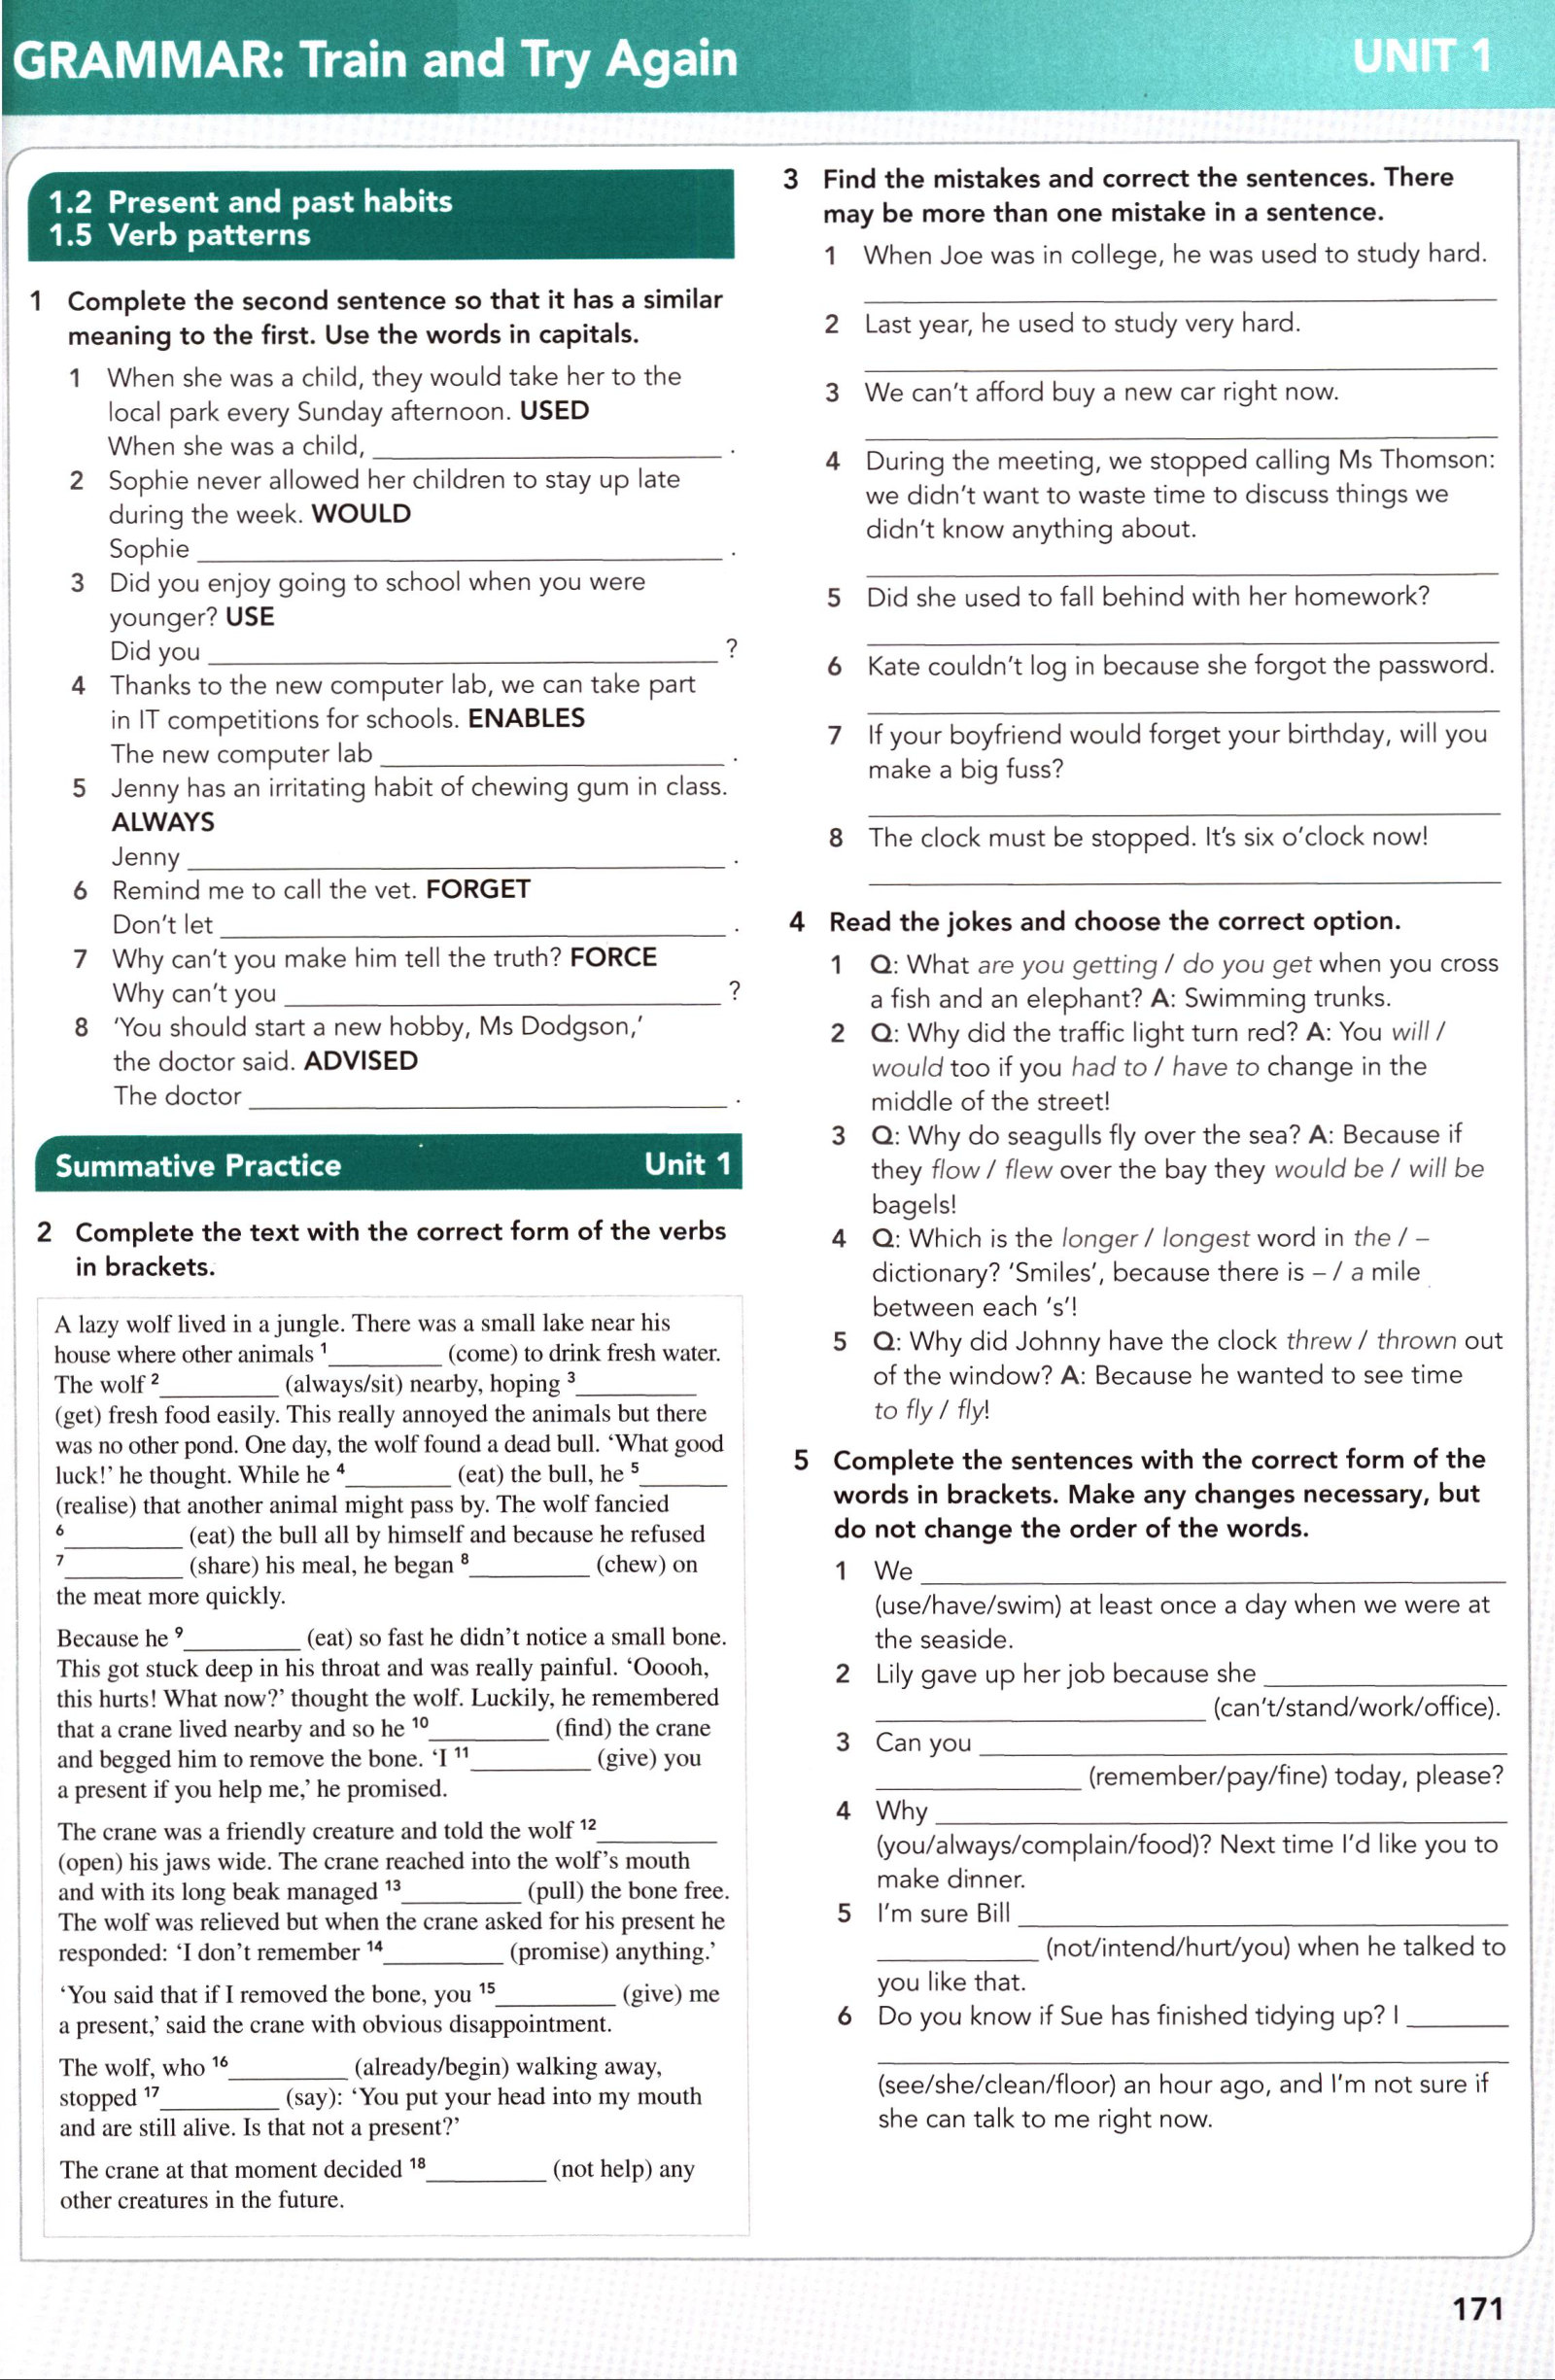 GRAMMAR: Train and Try Again
UNIT 1
1.2 Present and past habits
1.5 Verb patterns
1 Complete the second sentence so that it has a similar
meaning to the first. Use the words in capitals.
1 When she was a child, they would take her to the
local park every Sunday afternoon. USED
When she was a child, ____________________ .
2 Sophie never allowed her children to stay up late
during the week. WOULD
Sophie ____________________ .
3 Did you enjoy going to school when you were
younger? USE
Did you ____________________ ?
4 Thanks to the new computer lab, we can take part
in IT competitions for schools. ENABLES
The new computer lab ____________________ .
5 Jenny has an irritating habit of chewing gum in class.
ALWAYS
Jenny ____________________ .
6 Remind me to call the vet. FORGET
Don't let ____________________ .
7 Why can't you make him tell the truth? FORCE
Why can't you ____________________ ?
8 'You should start a new hobby, Ms Dodgson,'
the doctor said. ADVISED
The doctor ____________________ .
Summative Practice Unit 1
2 Complete the text with the correct form of the verbs
in brackets.
A lazy wolf lived in a jungle. There was a small lake near his
house where other animals ¹__________ (come) to drink fresh water.
The wolf ²__________ (always/sit) nearby, hoping ³__________
(get) fresh food easily. This really annoyed the animals but there
was no other pond. One day, the wolf found a dead bull. 'What good
luck!' he thought. While he ⁴__________ (eat) the bull, he ⁵__________
(realise) that another animal might pass by. The wolf fancied
⁶__________ (eat) the bull all by himself and because he refused
⁷__________ (share) his meal, he began ⁸__________ (chew) on
the meat more quickly.
Because he ⁹__________ (eat) so fast he didn't notice a small bone.
This got stuck deep in his throat and was really painful. 'Ooooh,
this hurts! What now?' thought the wolf. Luckily, he remembered
that a crane lived nearby and so he ¹⁰__________ (find) the crane
and begged him to remove the bone. 'I ¹¹__________ (give) you
a present if you help me,' he promised.
The crane was a friendly creature and told the wolf ¹²__________
(open) his jaws wide. The crane reached into the wolf's mouth
and with its long beak managed ¹³__________ (pull) the bone free.
The wolf was relieved but when the crane asked for his present he
responded: 'I don't remember ¹⁴__________ (promise) anything.'
'You said that if I removed the bone, you ¹⁵__________ (give) me
a present,' said the crane with obvious disappointment.
The wolf, who ¹⁶__________ (already/begin) walking away,
stopped ¹⁷__________ (say): 'You put your head into my mouth
and are still alive. Is that not a present?'
The crane at that moment decided ¹⁸__________ (not help) any
other creatures in the future.
3 Find the mistakes and correct the sentences. There
may be more than one mistake in a sentence.
1 When Joe was in college, he was used to study hard.
2 Last year, he used to study very hard.
3 We can't afford buy a new car right now.
4 During the meeting, we stopped calling Ms Thomson:
we didn't want to waste time to discuss things we
didn't know anything about.
5 Did she used to fall behind with her homework?
6 Kate couldn't log in because she forgot the password.
7 If your boyfriend would forget your birthday, will you
make a big fuss?
8 The clock must be stopped. It's six o'clock now!
4 Read the jokes and choose the correct option.
1 Q: What are you getting / do you get when you cross
a fish and an elephant? A: Swimming trunks.
2 Q: Why did the traffic light turn red? A: You will /
would too if you had to / have to change in the
middle of the street!
3 Q: Why do seagulls fly over the sea? A: Because if
they flow / flew over the bay they would be / will be
bagels!
4 Q: Which is the longer / longest word in the / –
dictionary? 'Smiles', because there is – / a mile
between each 's'!
5 Q: Why did Johnny have the clock threw / thrown out
of the window? A: Because he wanted to see time
to fly / fly!
5 Complete the sentences with the correct form of the
words in brackets. Make any changes necessary, but
do not change the order of the words.
1 We ____________________
(use/have/swim) at least once a day when we were at
the seaside.
2 Lily gave up her job because she __________
____________________ (can't/stand/work/office).
3 Can you ____________________
__________ (remember/pay/fine) today, please?
4 Why ____________________
(you/always/complain/food)? Next time I'd like you to
make dinner.
5 I'm sure Bill ____________________
__________ (not/intend/hurt/you) when he talked to
you like that.
6 Do you know if Sue has finished tidying up? I ______
____________________
(see/she/clean/floor) an hour ago, and I'm not sure if
she can talk to me right now.
171